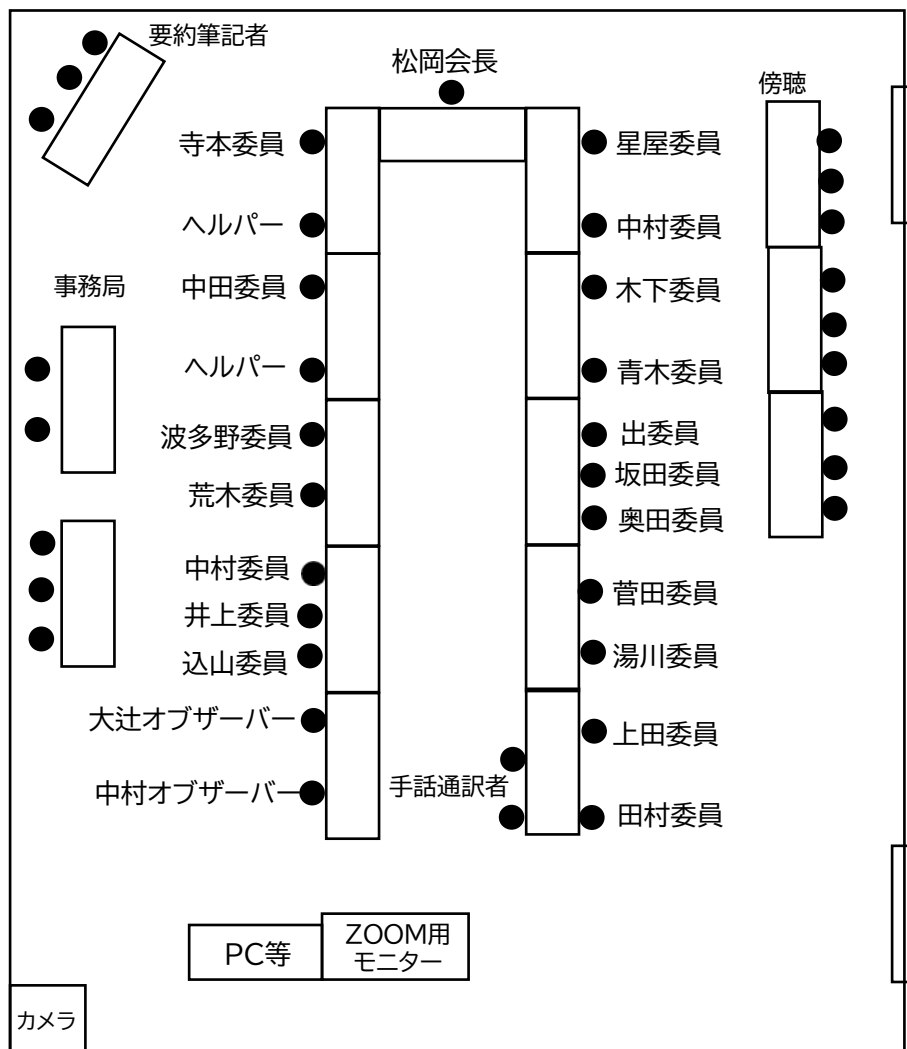 要約筆記者
松岡会長
傍聴
寺本委員
星屋委員
ヘルパー
中村委員
事務局
中田委員
木下委員
ヘルパー
青木委員
波多野委員
出委員
坂田委員
荒木委員
奥田委員
中村委員
菅田委員
井上委員
込山委員
湯川委員
大辻オブザーバー
上田委員
中村オブザーバー
手話通訳者
田村委員
PC等
ZOOM用
モニター
カメラ